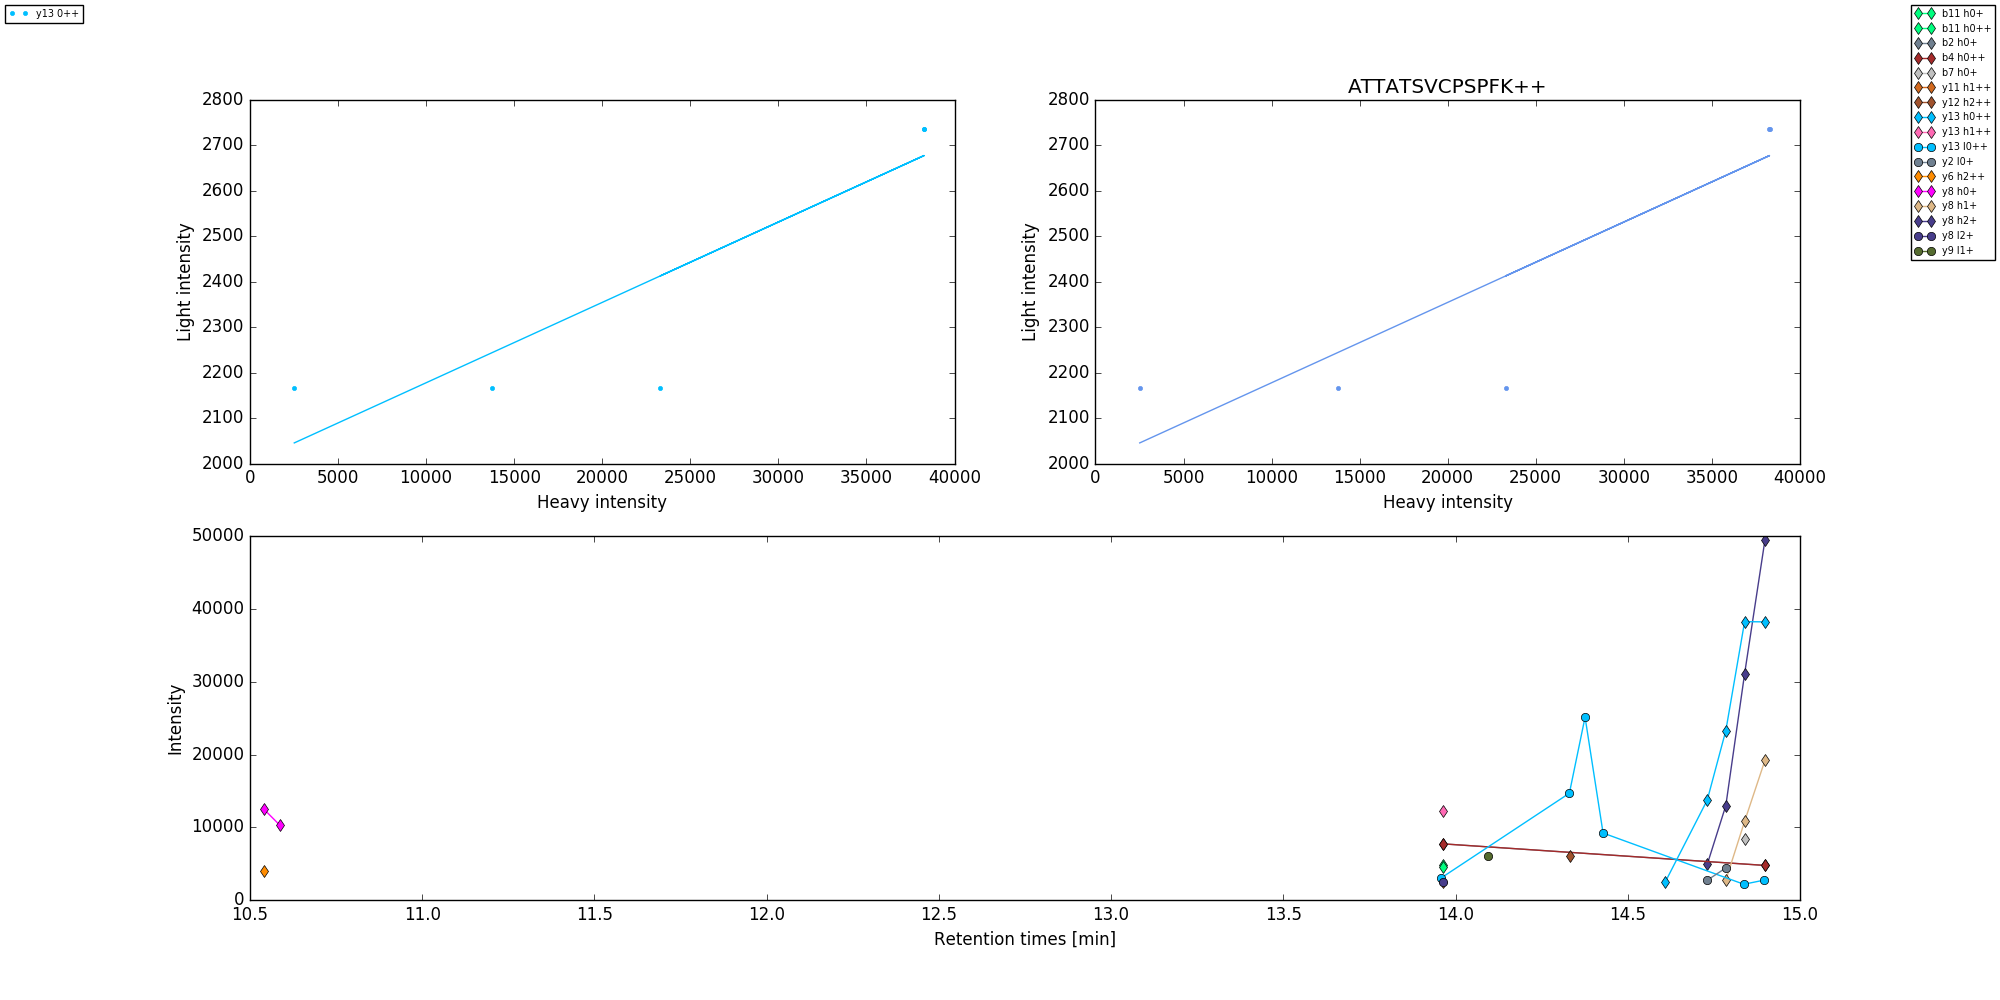 y13 0++
b11 h0+
b11 h0++
b2 h0+
b4 h0++
b7 h0+
y11 h1++
y12 h2++
y13 h0++
y13 h1++
y13 l0++
y2 l0+
y6 h2++
y8 h0+
y8 h1+
y8 h2+
y8 l2+
y9 l1+
2800
2700
2600
2500
2400
2300
2200
2100
2000
Light intensity
0 5000 10000 15000 20000 25000 30000 35000 40000
Heavy intensity
ATTATSVCPSPFK++
2800
2700
2600
2500
2400
2300
2200
2100
2000
Light intensity
0 5000 10000 15000 20000 25000 30000 35000 40000
Heavy intensity
50000
40000
30000
20000
10000
0
Intensity
10.5 11.0 11.5 12.0 12.5 13.0 13.5 14.0 14.5 15.0
Retention times [min]